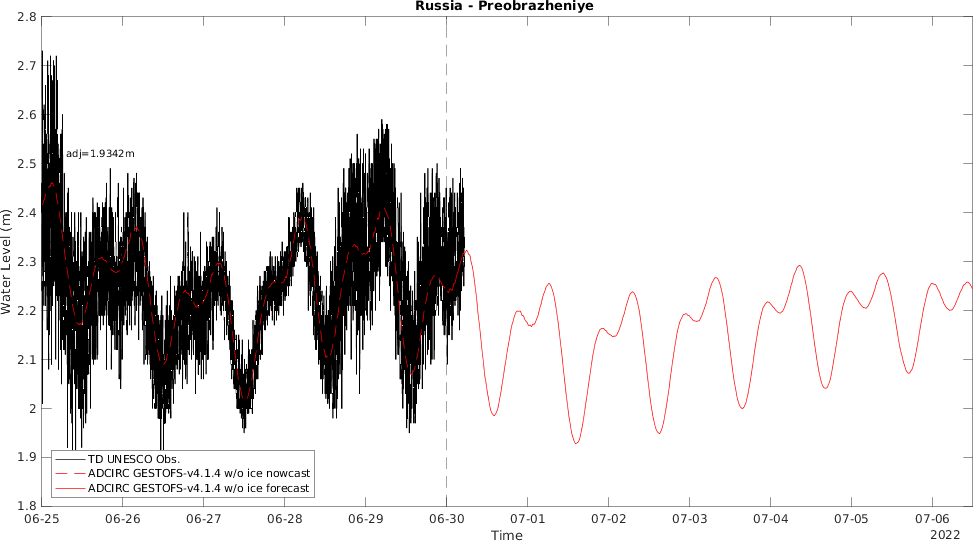 Russia - Preobrazheniye
2.8
2.7
2.6
2.5
2.4
2.3
2.2
2.1
2
1.9
1.8
Water Level (m)
adj=1.9342m
TD UNESCO Obs.
ADCIRC GESTOFS-v4.1.4 w/o ice nowcast
ADCIRC GESTOFS-v4.1.4 w/o ice forecast
06-25 06-26 06-27 06-28 06-29 06-30 07-01 07-02 07-03 07-04 07-05 07-06
Time
2022